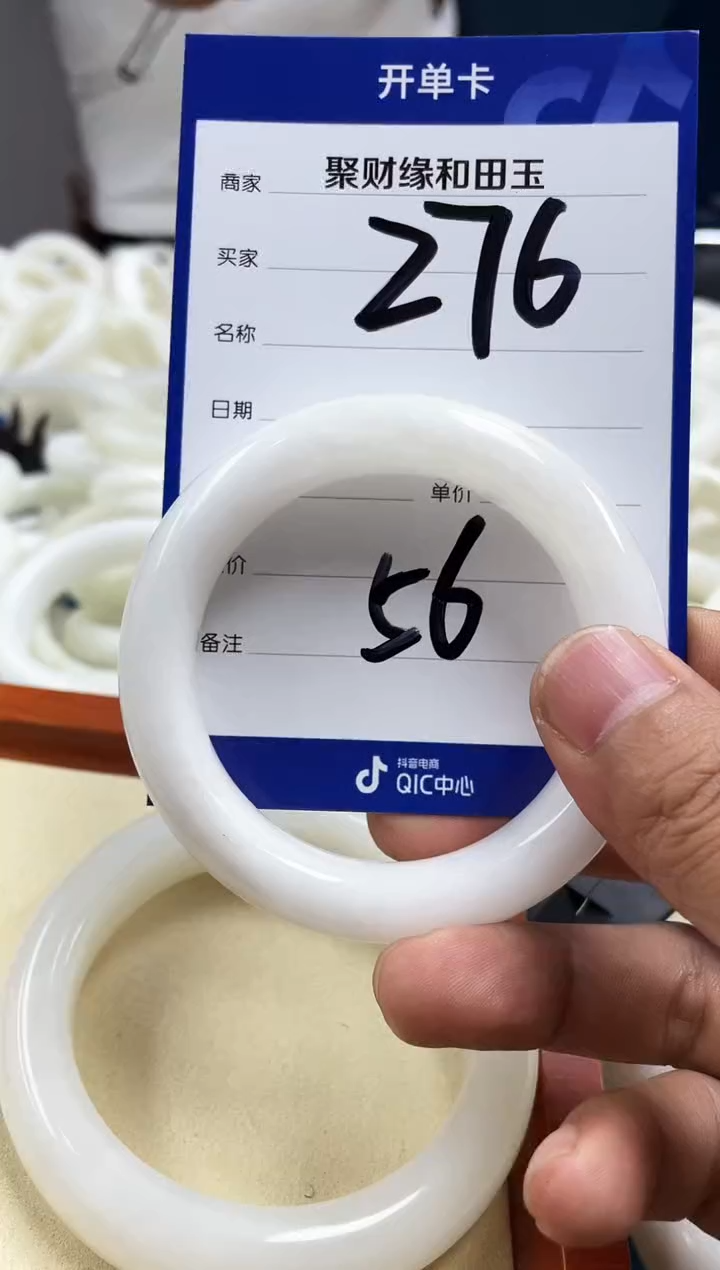 开单卡
商家 聚财缘和田玉
买家 276
名称
日期
单价
价
备注 56
抖音电商
QIC中心